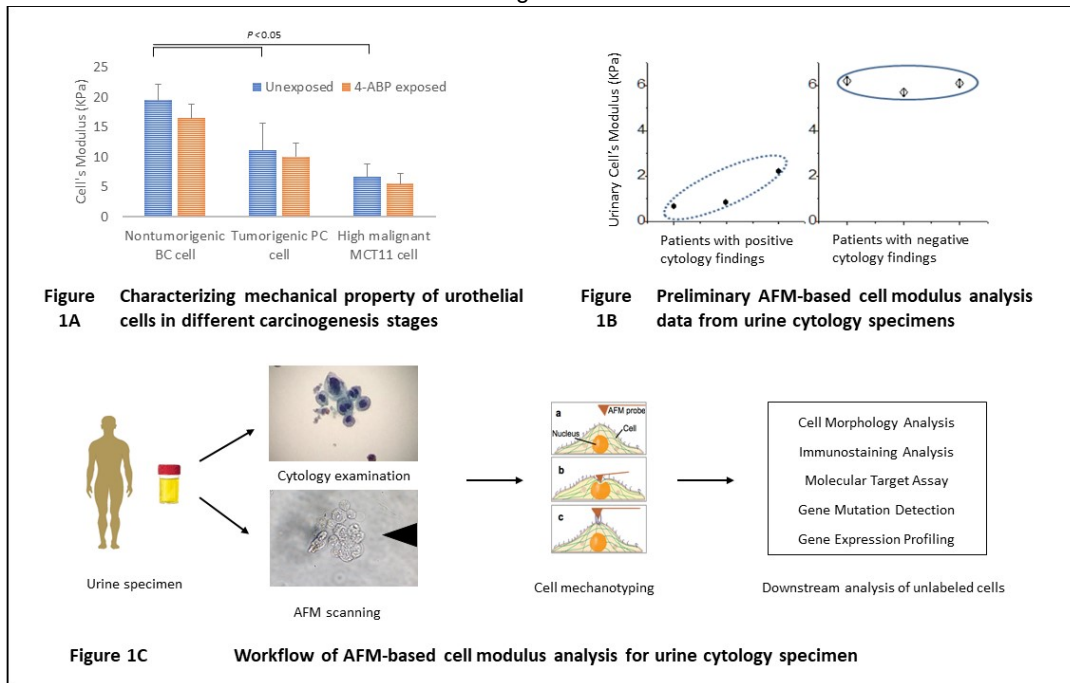 P<0.05
Cell's Modulus (KPa)
25
20
15
10
5
0
Unexposed
4-ABP exposed
Nontumorigenic
BC cell
Tumorigenic PC
cell
High malignant
MCT11 cell
Figure
1A
Characterizing mechanical property of urothelial
cells in different carcinogenesis stages
Urinary Cell's Modulus (KPa)
6
4
2
0
6
4
2
0
Patients with positive
cytology findings
Patients with negative
cytology findings
Figure
1B
Preliminary AFM-based cell modulus analysis
data from urine cytology specimens
Urine specimen
Cytology examination
AFM scanning
a
AFM probe
Nucleus
Cell
b
c
Cell mechanotyping
Cell Morphology Analysis
Immunostaining Analysis
Molecular Target Assay
Gene Mutation Detection
Gene Expression Profiling
Downstream analysis of unlabeled cells
Figure 1C
Workflow of AFM-based cell modulus analysis for urine cytology specimen